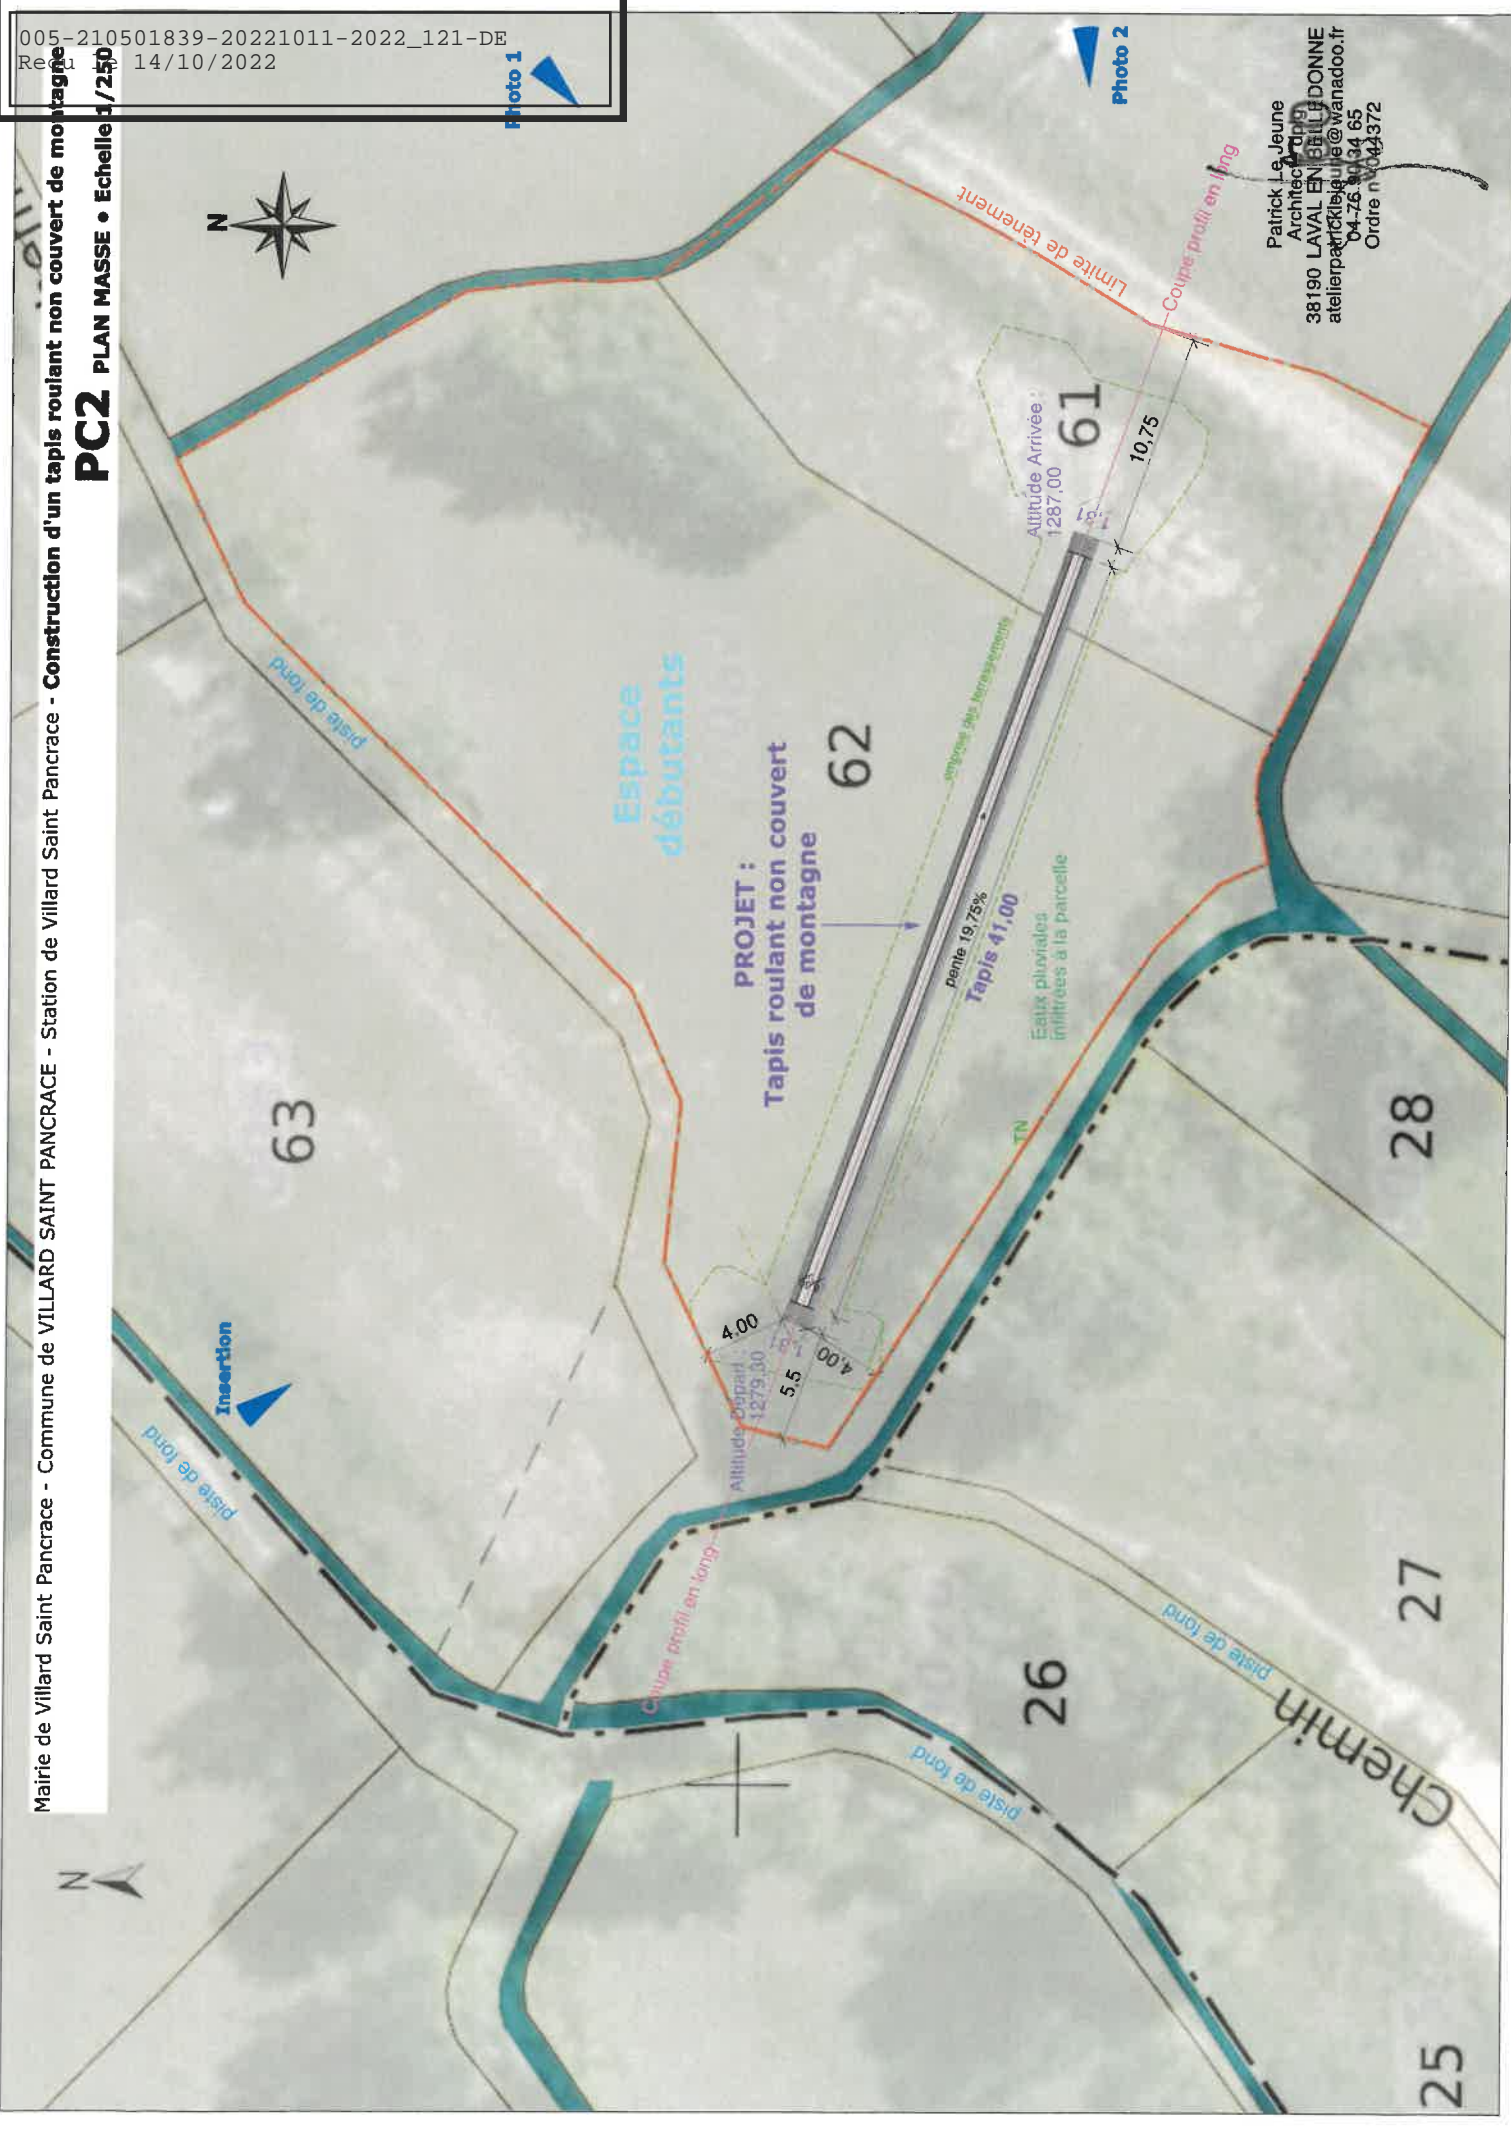 005-210501839-20221011-2022_121-DE
Reçu le 14/10/2022
Mairie de Villard Saint Pancrace - Commune de VILLARD SAINT PANCRACE - Station de Villard Saint Pancrace - Construction d'un tapis roulant non couvert de montagne
PC2 PLAN MASSE • Echelle 1/250
Photo 1
Photo 2
N
N
Insertion
piste de fond
piste de fond
piste de fond
piste de fond
63
Espace
débutants
PROJET :
Tapis roulant non couvert
de montagne
62
emprise des terrassements
pente 19,75%
Tapis 41,00
Eaux pluviales
infiltrées à la parcelle
TN
Altitude Arrivée :
1287,00
61
10,75
Limite de tènement
Coupe profil en long
Altitude Départ :
1279,30
4.00
5,5
4,00
Coupe profil en long
26
27
28
25
Chemin
Patrick Le Jeune
Architecte dplg
38190 LAVAL EN BELLEDONNE
atelierpatricklejeune@wanadoo.fr
04 76 90 34 65
Ordre n° 044372